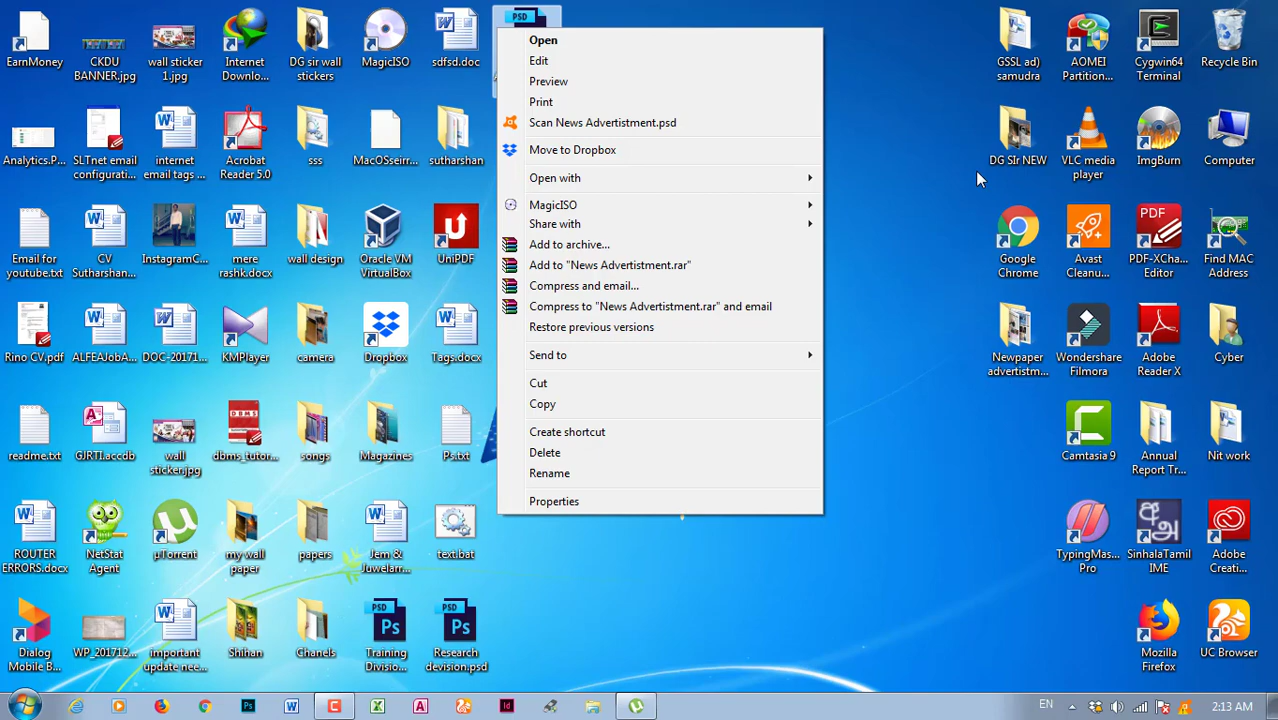 EarnMoney
CKDU
BANNER.jpg
wall sticker
1.jpg
Internet
Downlo...
DG sir wall
stickers
MagicISO
sdfsd.doc
PSD
GSSL ad)
samudra
AOMEI
Partition...
Cygwin64
Terminal
Recycle Bin
Analytics.P...
SLTnet email
configurati...
internet
email tags ...
Acrobat
Reader 5.0
sss
MacOSseirr...
sutharshan
DG SIr NEW
VLC media
player
ImgBurn
Computer
Email for
youtube.txt
CV
Sutharshan...
InstagramC...
mere
rashk.docx
wall design
Oracle VM
VirtualBox
UniPDF
Google
Chrome
Avast
Cleanu...
PDF
PDF-XCha...
Editor
Find MAC
Address
Rino CV.pdf
ALFEAJobA...
DOC-20171...
KMPlayer
camera
Dropbox
Tags.docx
Newpaper
advertistm...
Wondershare
Filmora
Adobe
Reader X
Cyber
readme.txt
GJRTI.accdb
wall
sticker.jpg
DBMS
dbms_tutor...
songs
Magazines
Ps.txt
Camtasia 9
Annual
Report Tr...
Nit work
ROUTER
ERRORS.docx
NetStat
Agent
µTorrent
my wall
paper
papers
Jem &
Juwelarr...
texti.bat
TypingMas...
Pro
SinhalaTamil
IME
Adobe
Creati...
Dialog
Mobile B...
WP_201712...
important
update nee...
Shihan
Chanels
PSD
Ps
Training
Divisio...
PSD
Ps
Research
devision.psd
Mozilla
Firefox
UC Browser
Open
Edit
Preview
Print
Scan News Advertistment.psd
Move to Dropbox
Open with
MagicISO
Share with
Add to archive...
Add to "News Advertistment.rar"
Compress and email...
Compress to "News Advertistment.rar" and email
Restore previous versions
Send to
Cut
Copy
Create shortcut
Delete
Rename
Properties
EN
2:13 AM